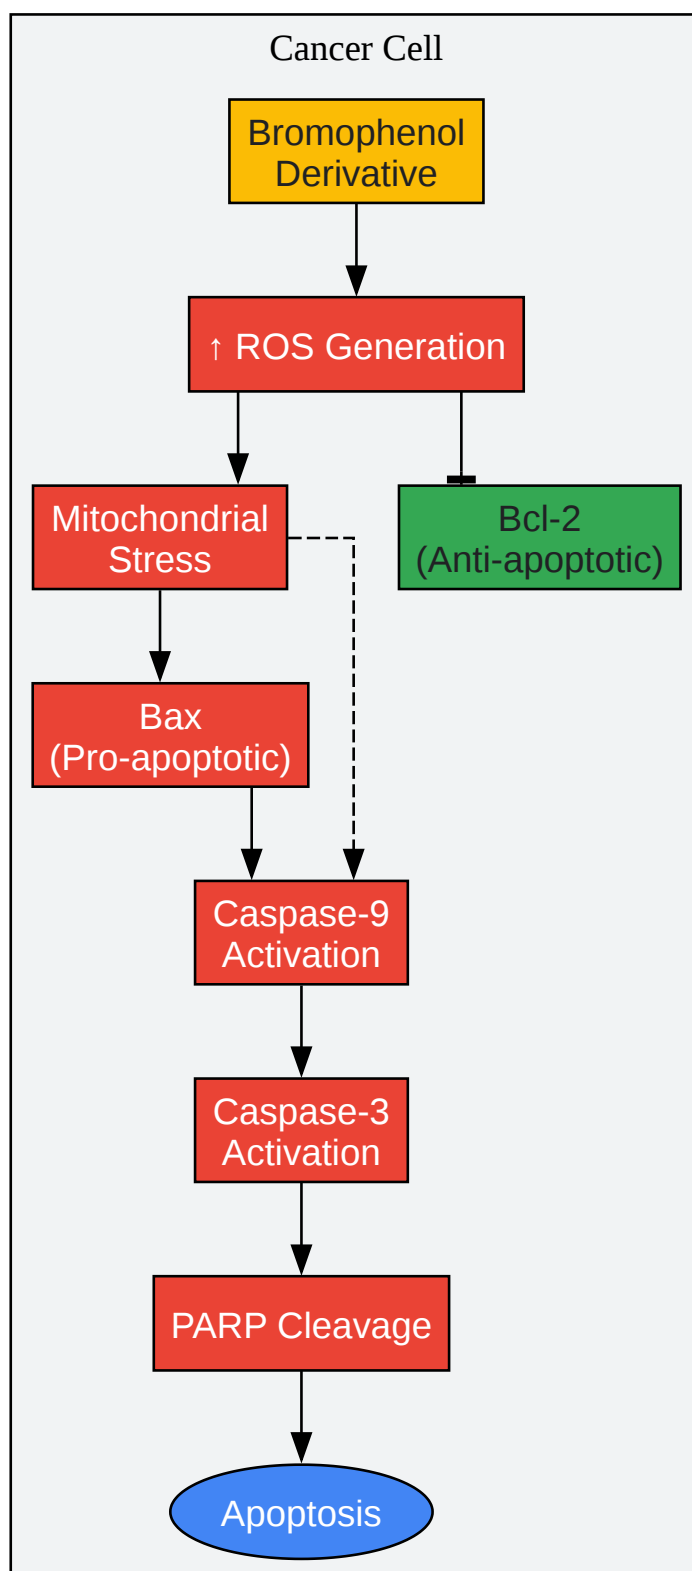 Cancer Cell
Bromophenol
Derivative
↑ ROS Generation
Mitochondrial
Stress
Bcl-2
(Anti-apoptotic)
Bax
(Pro-apoptotic)
Caspase-9
Activation
Caspase-3
Activation
PARP Cleavage
Apoptosis